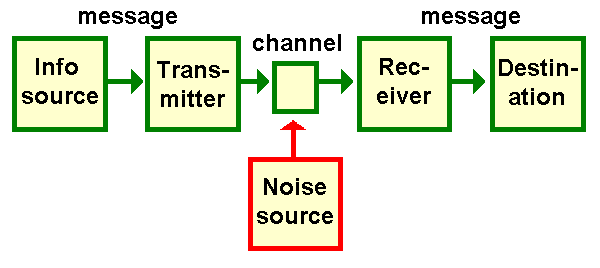 message
message
channel
Info
source
Trans-
mitter
Rec-
eiver
Destin-
ation
Noise
source